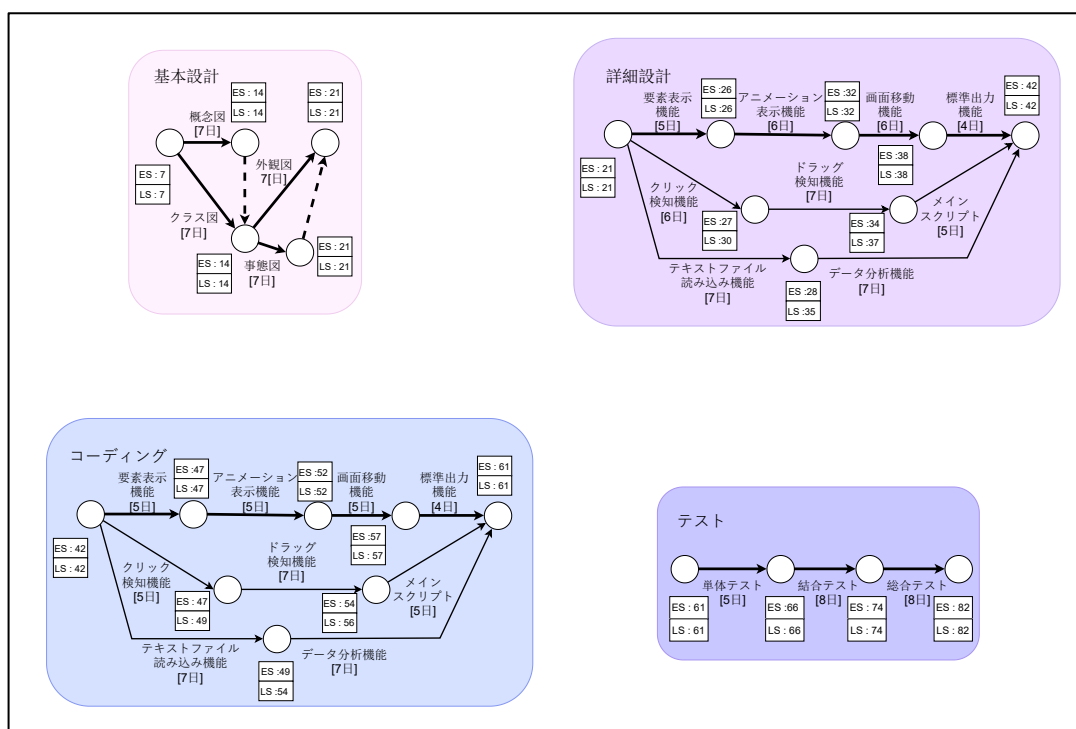 基本設計
ES : 14
LS : 14
ES : 21
LS : 21
概念図
[7日]
外観図
7[日]
ES : 7
LS : 7
クラス図
[7日]
ES : 14
LS : 14
事態図
[7日]
ES : 21
LS : 21
詳細設計
要素表示
機能
[5日]
ES :26
LS :26
アニメーション
表示機能
[6日]
ES :32
LS :32
画面移動
機能
[6日]
標準出力
機能
[4日]
ES : 42
LS : 42
ES : 21
LS : 21
ES : 38
LS : 38
クリック
検知機能
[6日]
ES :27
LS :30
ドラッグ
検知機能
[7日]
ES : 34
LS : 37
メイン
スクリプト
[5日]
テキストファイル
読み込み機能
[7日]
ES :28
LS :35
データ分析機能
[7日]
コーディング
要素表示
機能
[5日]
ES :47
LS :47
アニメーション
表示機能
[5日]
ES :52
LS :52
画面移動
機能
[5日]
標準出力
機能
[4日]
ES : 61
LS : 61
ES : 42
LS : 42
ES :57
LS : 57
クリック
検知機能
[5日]
ES : 47
LS : 49
ドラッグ
検知機能
[7日]
ES : 54
LS : 56
メイン
スクリプト
[5日]
テキストファイル
読み込み機能
[7日]
ES :49
LS :54
データ分析機能
[7日]
テスト
単体テスト
[5日]
結合テスト
[8日]
総合テスト
[8日]
ES : 61
LS : 61
ES : 66
LS : 66
ES : 74
LS : 74
ES : 82
LS : 82